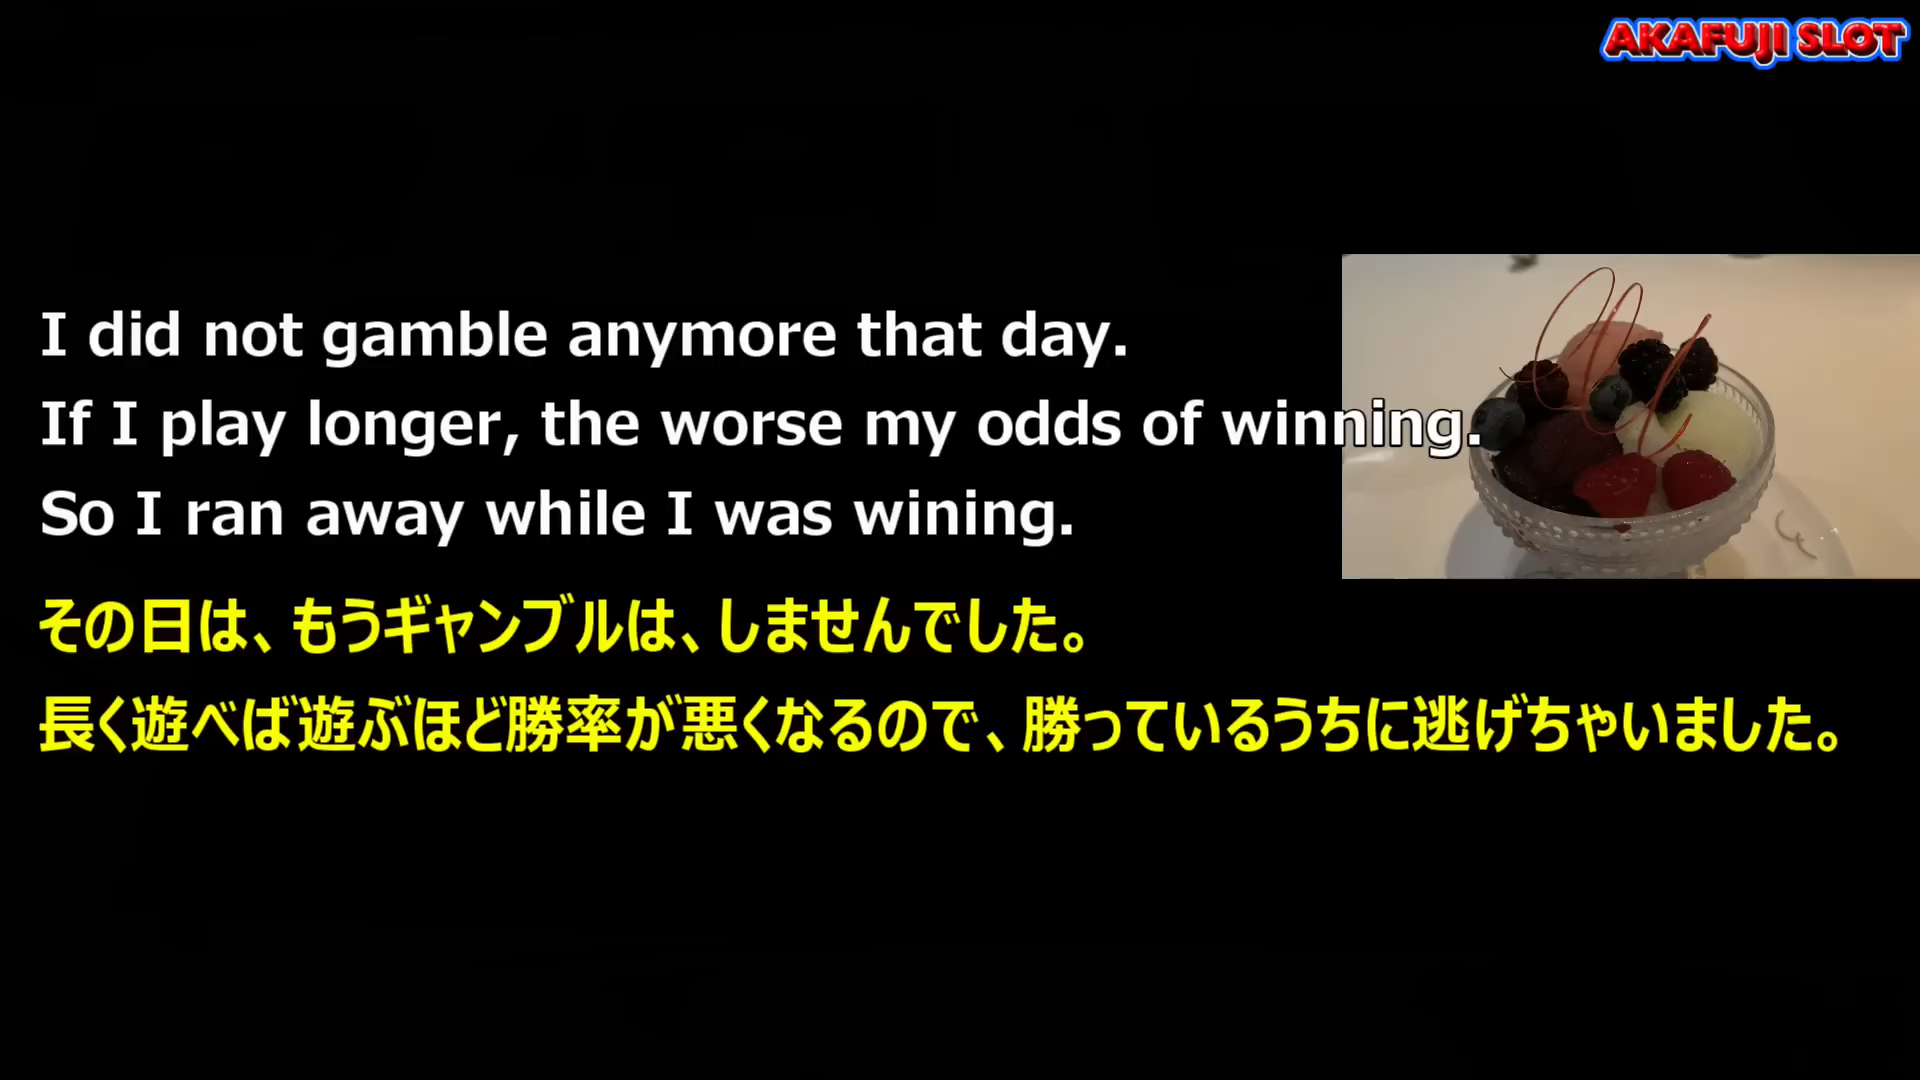 AKAFUJI SLOT
I did not gamble anymore that day.
If I play longer, the worse my odds of winning.
So I ran away while I was wining.
その日は、もうギャンブルは、しませんでした。
長く遊べば遊ぶほど勝率が悪くなるので、勝っているうちに逃げちゃいました。